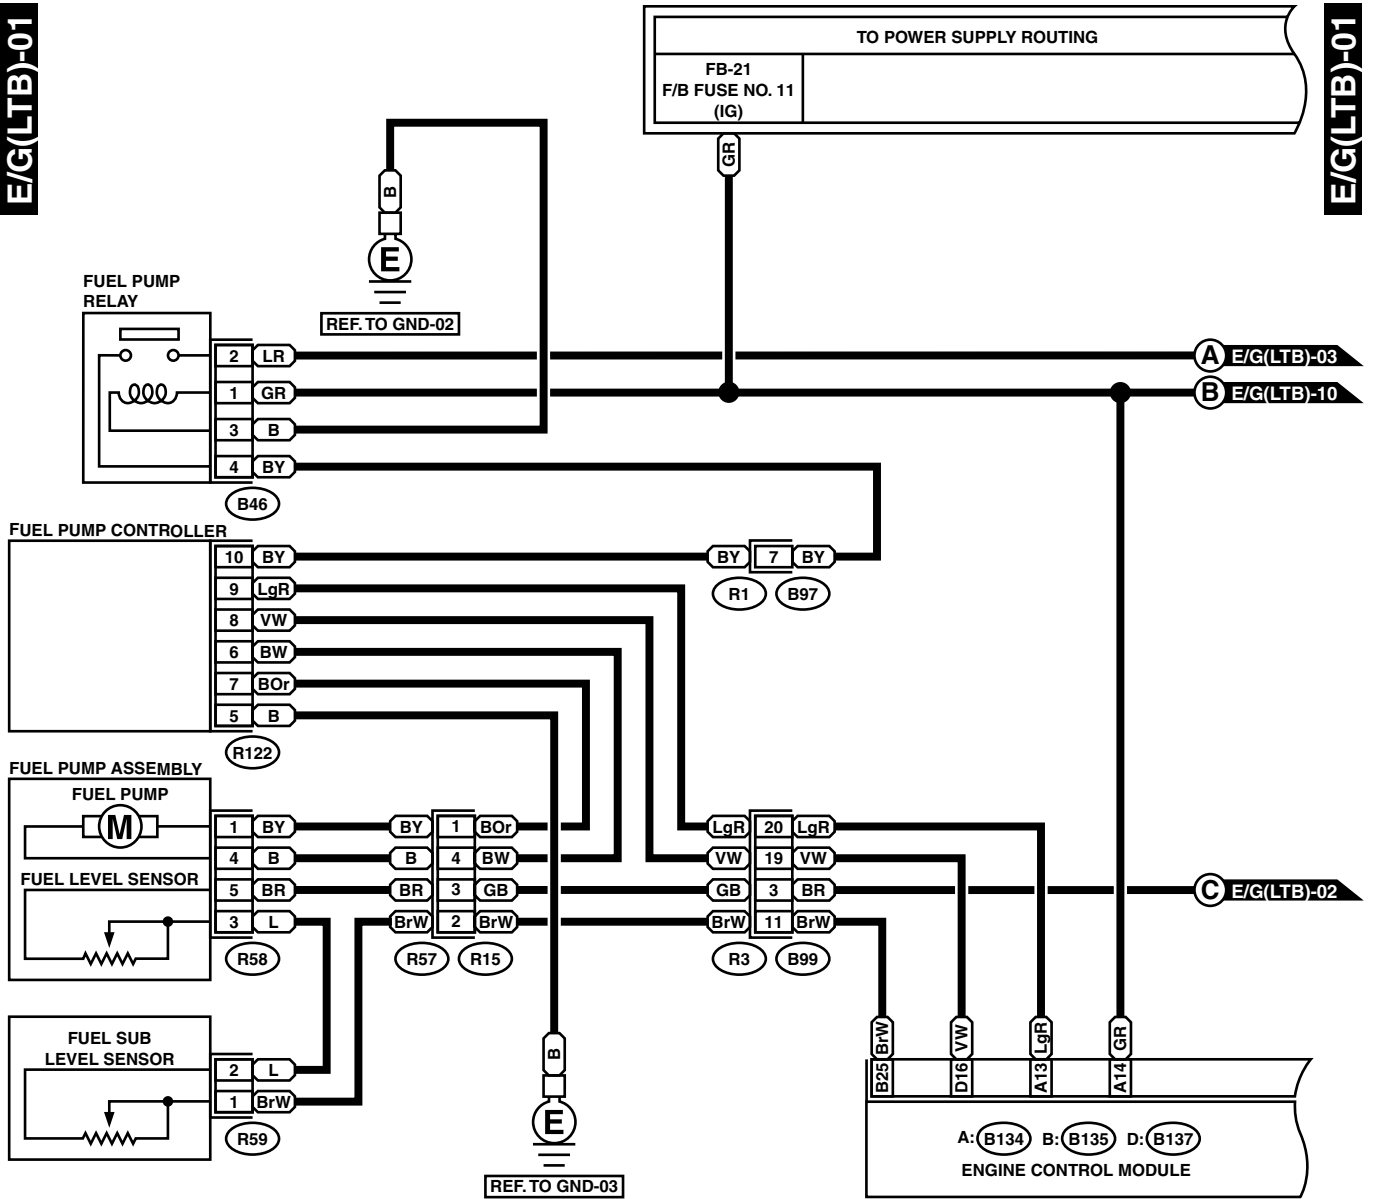 E/G(LTB)-01
E/G(LTB)-01
TO POWER SUPPLY ROUTING
FB-21
F/B FUSE NO. 11
(IG)
GR
B
E
REF. TO GND-02
FUEL PUMP
RELAY
2 LR
A E/G(LTB)-03
1 GR
B E/G(LTB)-10
3 B
4 BY
B46
FUEL PUMP CONTROLLER
10 BY
BY 7 BY
R1 B97
9 LgR
8 VW
6 BW
7 BOr
5 B
R122
FUEL PUMP ASSEMBLY
FUEL PUMP
M
1 BY
BY 1 BOr
LgR 20 LgR
4 B
B 4 BW
VW 19 VW
FUEL LEVEL SENSOR
5 BR
BR 3 GB
GB 3 BR
C E/G(LTB)-02
3 L
BrW 2 BrW
BrW 11 BrW
R58
R57 R15
R3 B99
FUEL SUB
LEVEL SENSOR
2 L
1 BrW
R59
B
E
REF. TO GND-03
BrW VW LgR GR
B25 D16 A13 A14
A: B134 B: B135 D: B137
ENGINE CONTROL MODULE